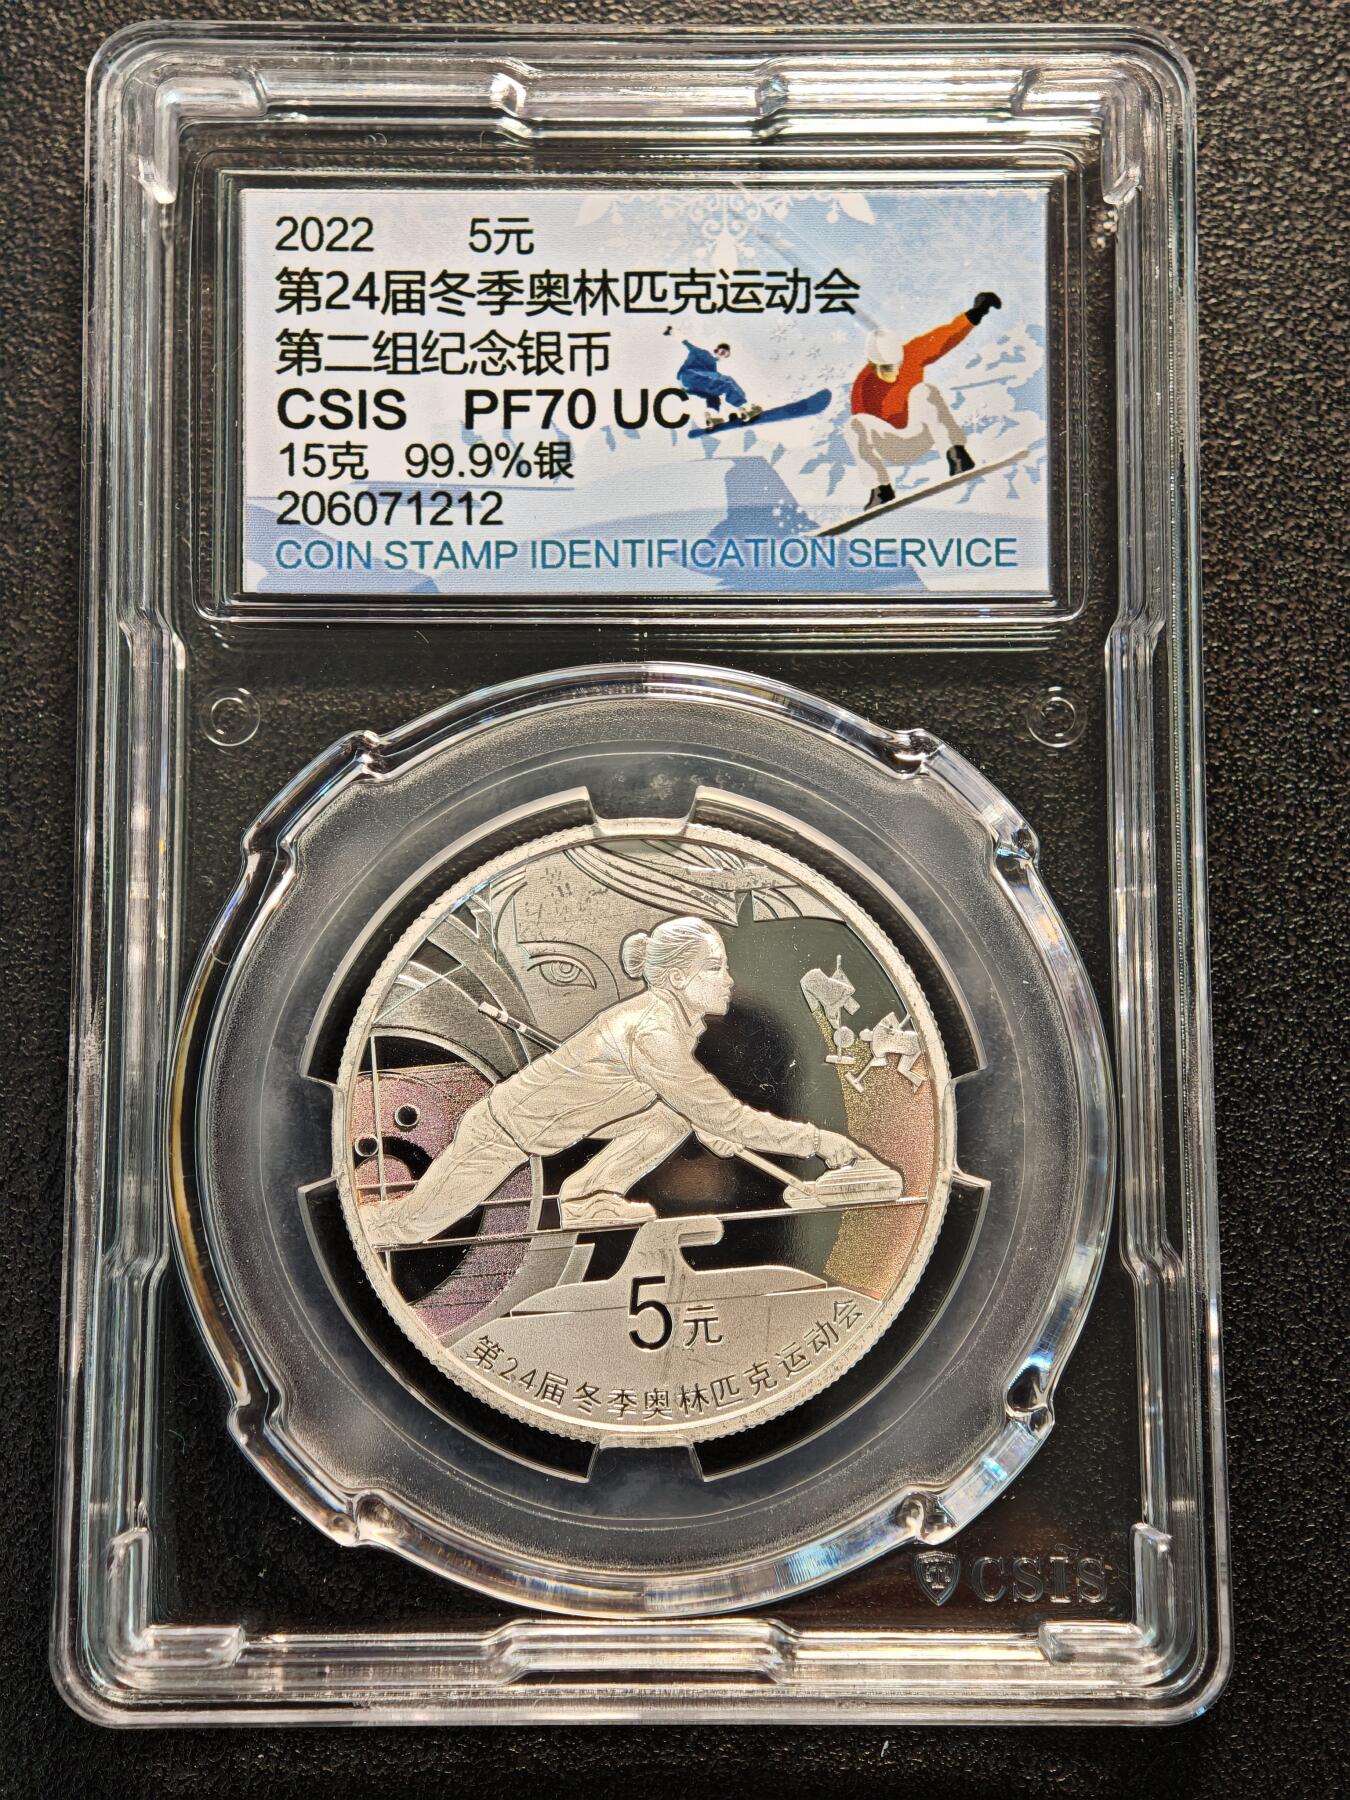 2022 5元
第24届冬季奥林匹克运动会
第二组纪念银币
CSIS PF70 UC
15克 99.9%银
206071212
COIN STAMP IDENTIFICATION SERVICE
5元
第24届冬季奥林匹克运动会
CSIS